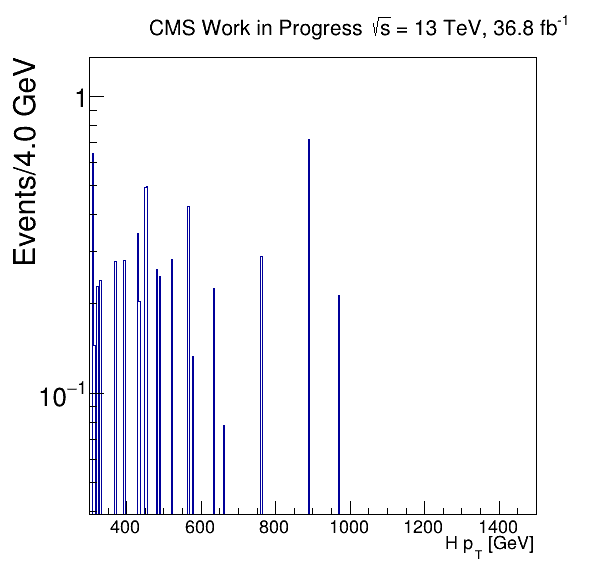 CMS Work in Progress √s = 13 TeV, 36.8 fb⁻¹
Events/4.0 GeV
1
10⁻¹
400 600 800 1000 1200 1400
H p_T [GeV]